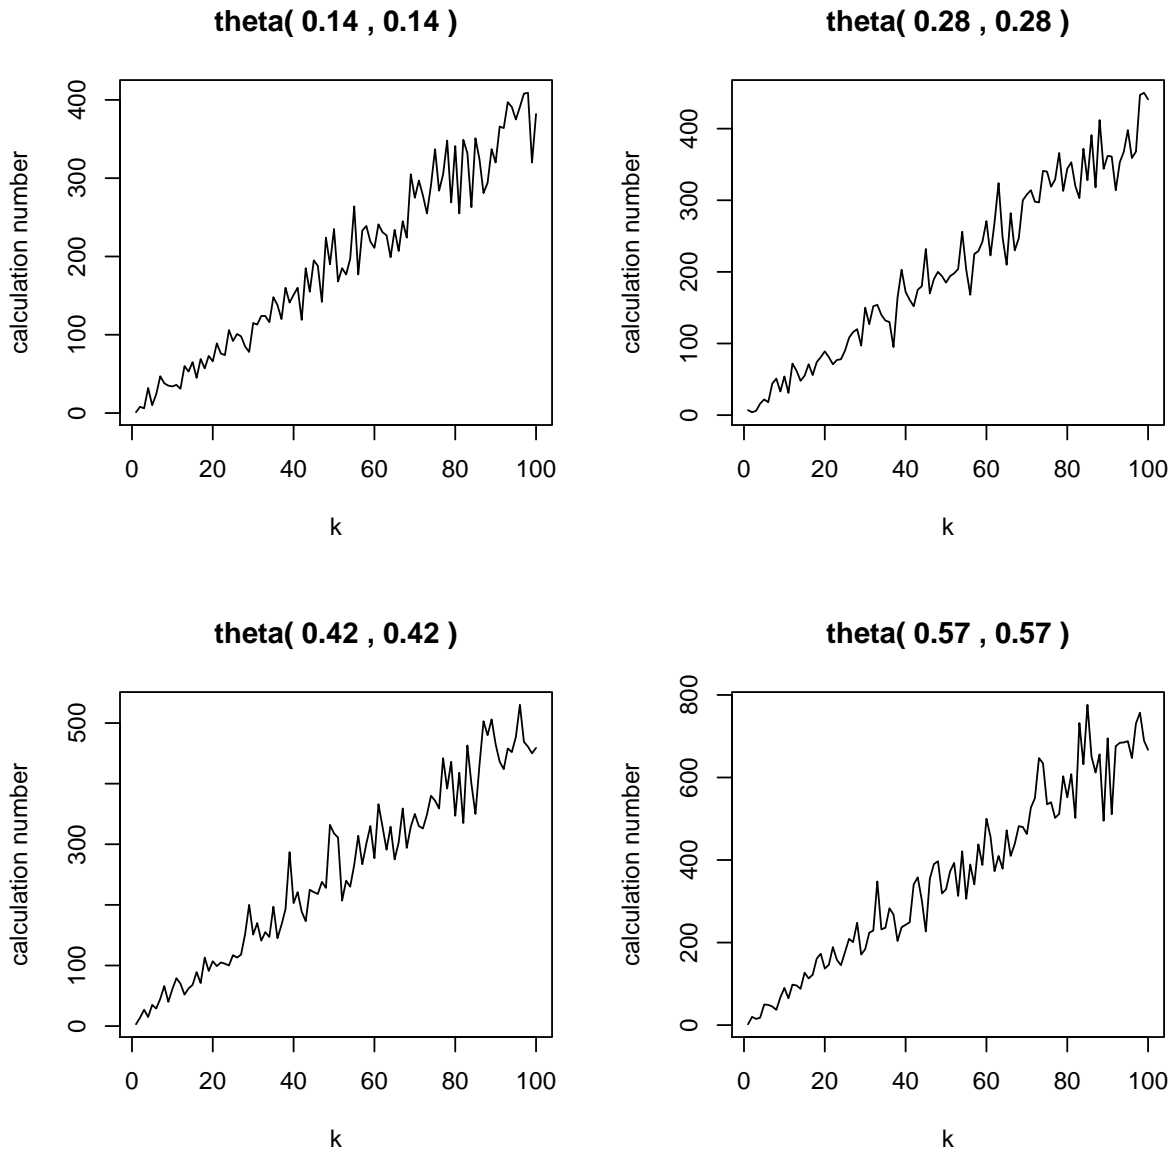 theta( 0.14 , 0.14 )
calculation number
0 100 200 300 400
0 20 40 60 80 100
k
theta( 0.28 , 0.28 )
calculation number
0 100 200 300 400
0 20 40 60 80 100
k
theta( 0.42 , 0.42 )
calculation number
0 100 300 500
0 20 40 60 80 100
k
theta( 0.57 , 0.57 )
calculation number
0 200 400 600 800
0 20 40 60 80 100
k